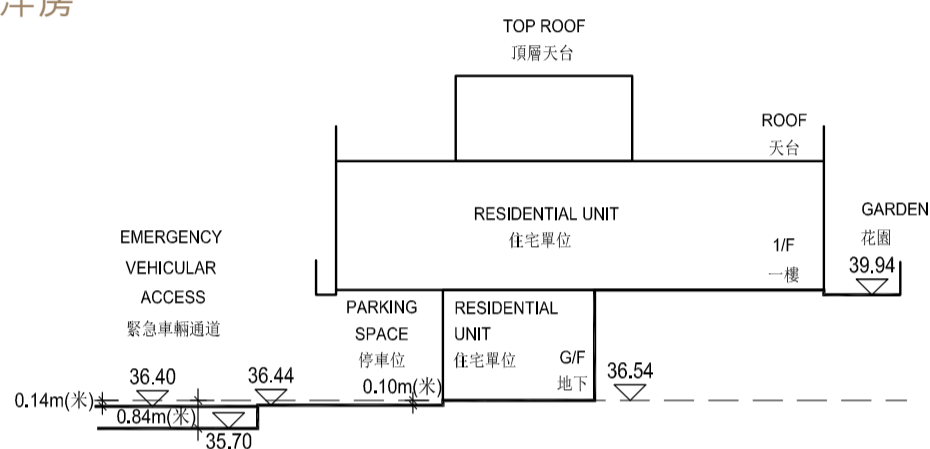 洋房
TOP ROOF
頂層天台
ROOF
天台
RESIDENTIAL UNIT
住宅單位
1/F
一樓
GARDEN
花園
39.94
EMERGENCY
VEHICULAR
ACCESS
緊急車輛通道
PARKING
SPACE
停車位
RESIDENTIAL
UNIT
住宅單位
G/F
地下
36.54
36.40
36.44
0.10m(米)
0.14m(米)
0.84m(米)
35.70